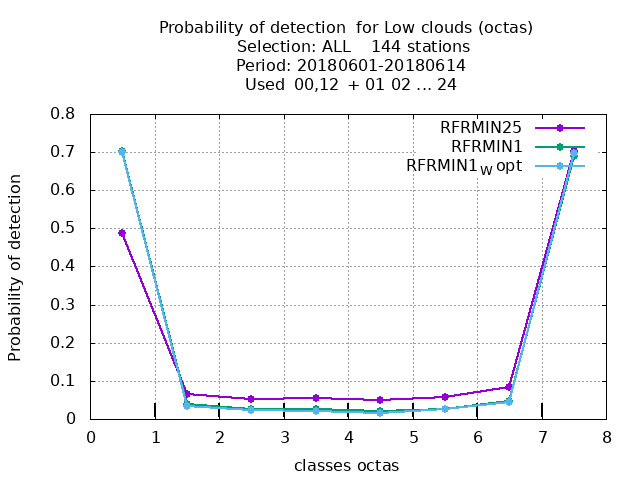 Probability of detection  for Low clouds (octas)
Selection: ALL    144 stations
Period: 20180601-20180614
Used  00,12  + 01 02 ... 24
RFRMIN25
RFRMIN1
RFRMIN1W opt
Probability of detection
0.8
0.7
0.6
0.5
0.4
0.3
0.2
0.1
0
0 1 2 3 4 5 6 7 8
classes octas